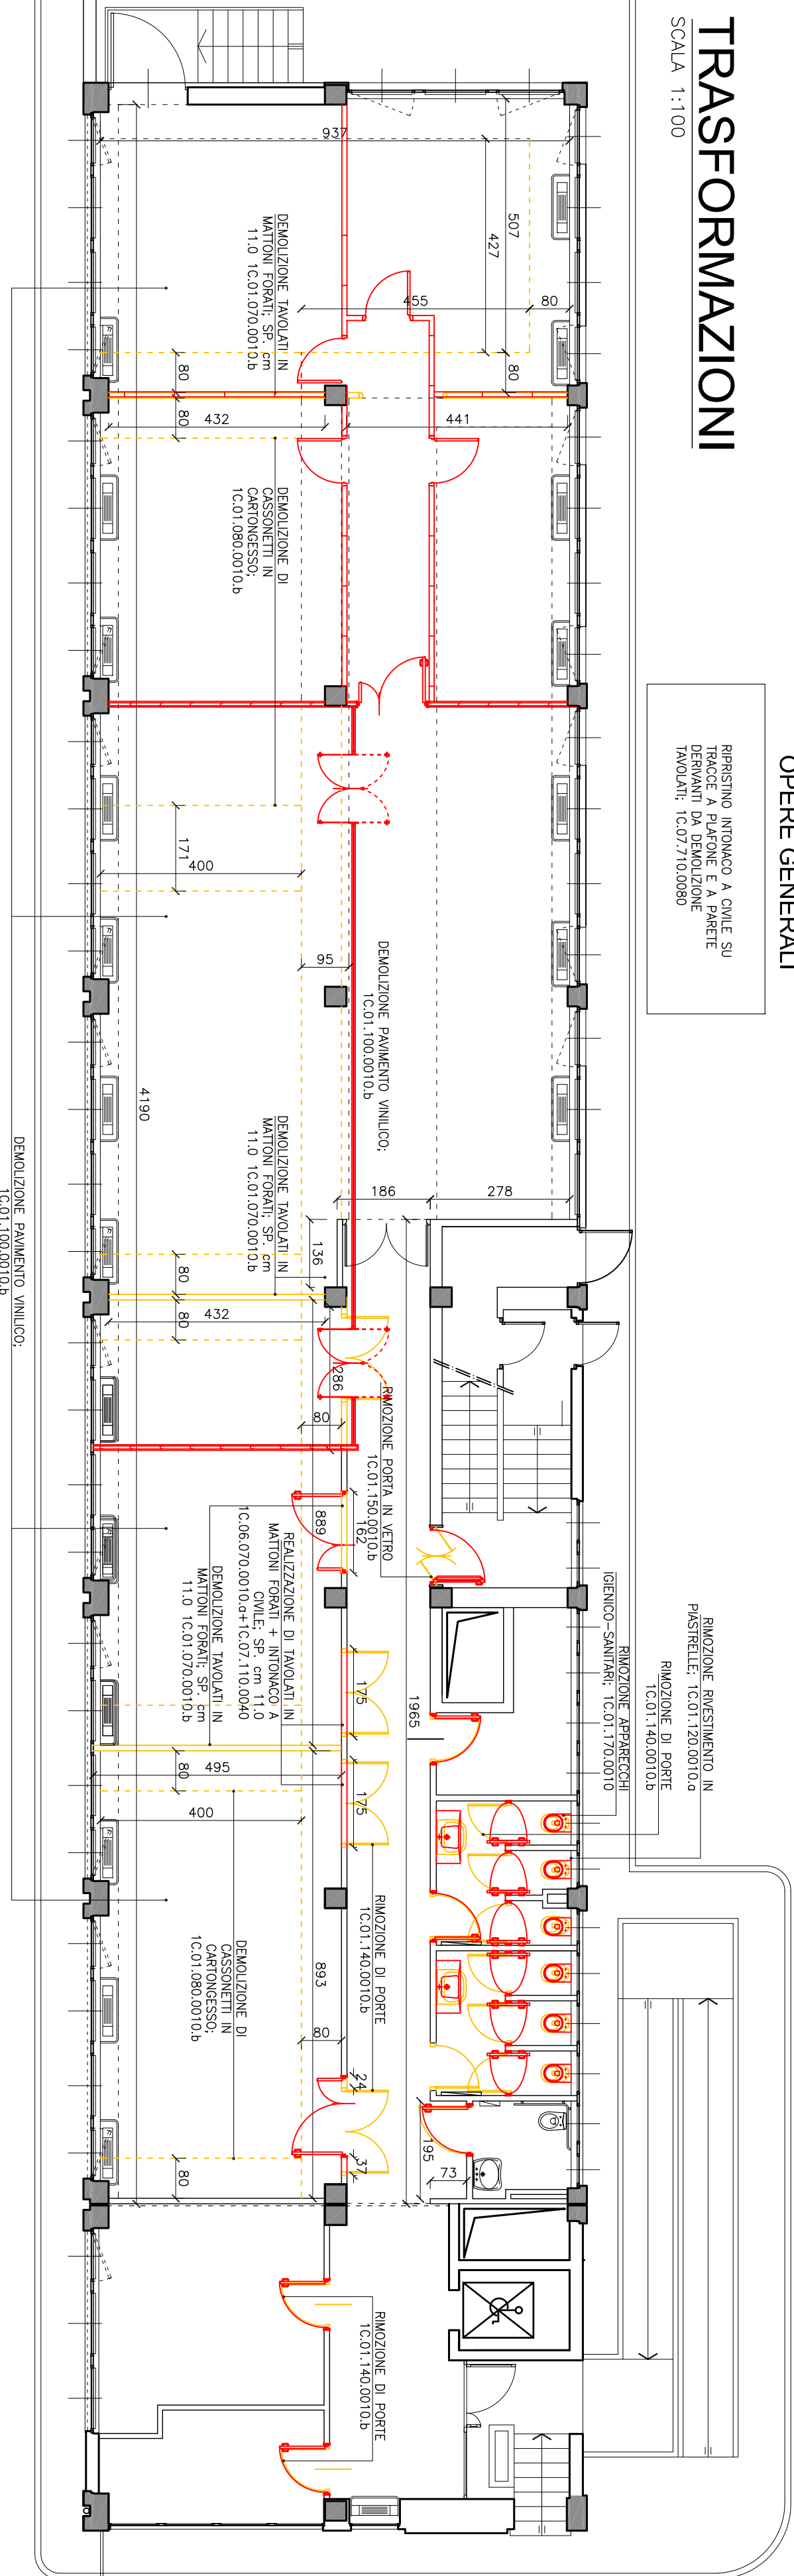 TRASFORMAZIONI
SCALA 1:100
OPERE GENERALI
RIPRISTINO INTONACO A CIVILE SU
TRACCE A PLAFONE E A PARETE
DERIVANTI DA DEMOLIZIONE
TAVOLATI; 1C.07.710.0080
937
507
427
455
80
80
DEMOLIZIONE TAVOLATI IN
MATTONI FORATI; SP. cm
11.0 1C.01.070.0010.b
80
80
432
441
DEMOLIZIONE DI
CASSONETTI IN
CARTONGESSO;
1C.01.080.0010.b
171
400
95
DEMOLIZIONE PAVIMENTO VINILICO;
1C.01.100.0010.b
4190
DEMOLIZIONE PAVIMENTO VINILICO;
1C.01.100.0010.b
DEMOLIZIONE TAVOLATI IN
MATTONI FORATI; SP. cm
11.0 1C.01.070.0010.b
186
278
136
80
80
432
286
80
RIMOZIONE PORTA IN VETRO
1C.01.150.0010.b
889
162
REALIZZAZIONE DI TAVOLATI IN
MATTONI FORATI + INTONACO A
CIVILE; SP. cm 11.0
1C.06.070.0010.a+1C.07.110.0040
DEMOLIZIONE TAVOLATI IN
MATTONI FORATI; SP. cm
11.0 1C.01.070.0010.b
RIMOZIONE RIVESTIMENTO IN
PIASTRELLE; 1C.01.120.0010.a
RIMOZIONE DI PORTE
1C.01.140.0010.b
RIMOZIONE APPARECCHI
IGIENICO-SANITARI; 1C.01.170.0010
175
1965
175
495
80
400
RIMOZIONE DI PORTE
1C.01.140.0010.b
DEMOLIZIONE DI
CASSONETTI IN
CARTONGESSO;
1C.01.080.0010.b
893
80
24
37
195
73
80
RIMOZIONE DI PORTE
1C.01.140.0010.b